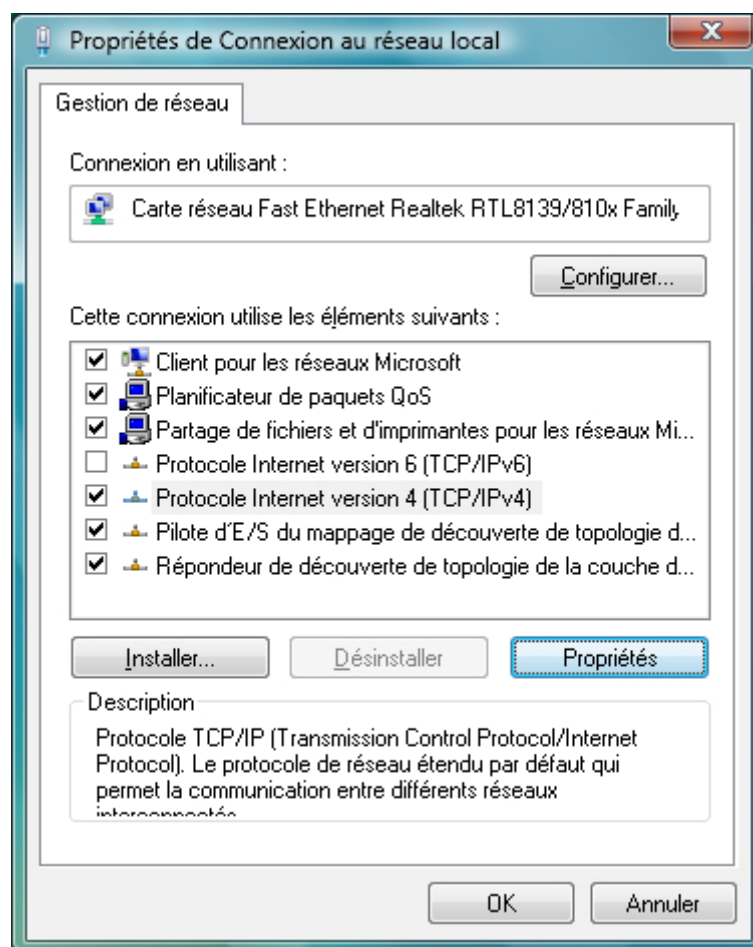 Propriétés de Connexion au réseau local
Gestion de réseau
Connexion en utilisant :
Carte réseau Fast Ethernet Realtek RTL8139/810x Family
Configurer...
Cette connexion utilise les éléments suivants :
Client pour les réseaux Microsoft
Planificateur de paquets QoS
Partage de fichiers et d'imprimantes pour les réseaux Mi...
Protocole Internet version 6 (TCP/IPv6)
Protocole Internet version 4 (TCP/IPv4)
Pilote d'E/S du mappage de découverte de topologie d...
Répondeur de découverte de topologie de la couche d...
Installer...
Désinstaller
Propriétés
Description
Protocole TCP/IP (Transmission Control Protocol/Internet
Protocol). Le protocole de réseau étendu par défaut qui
permet la communication entre différents réseaux
interconnectés.
OK
Annuler